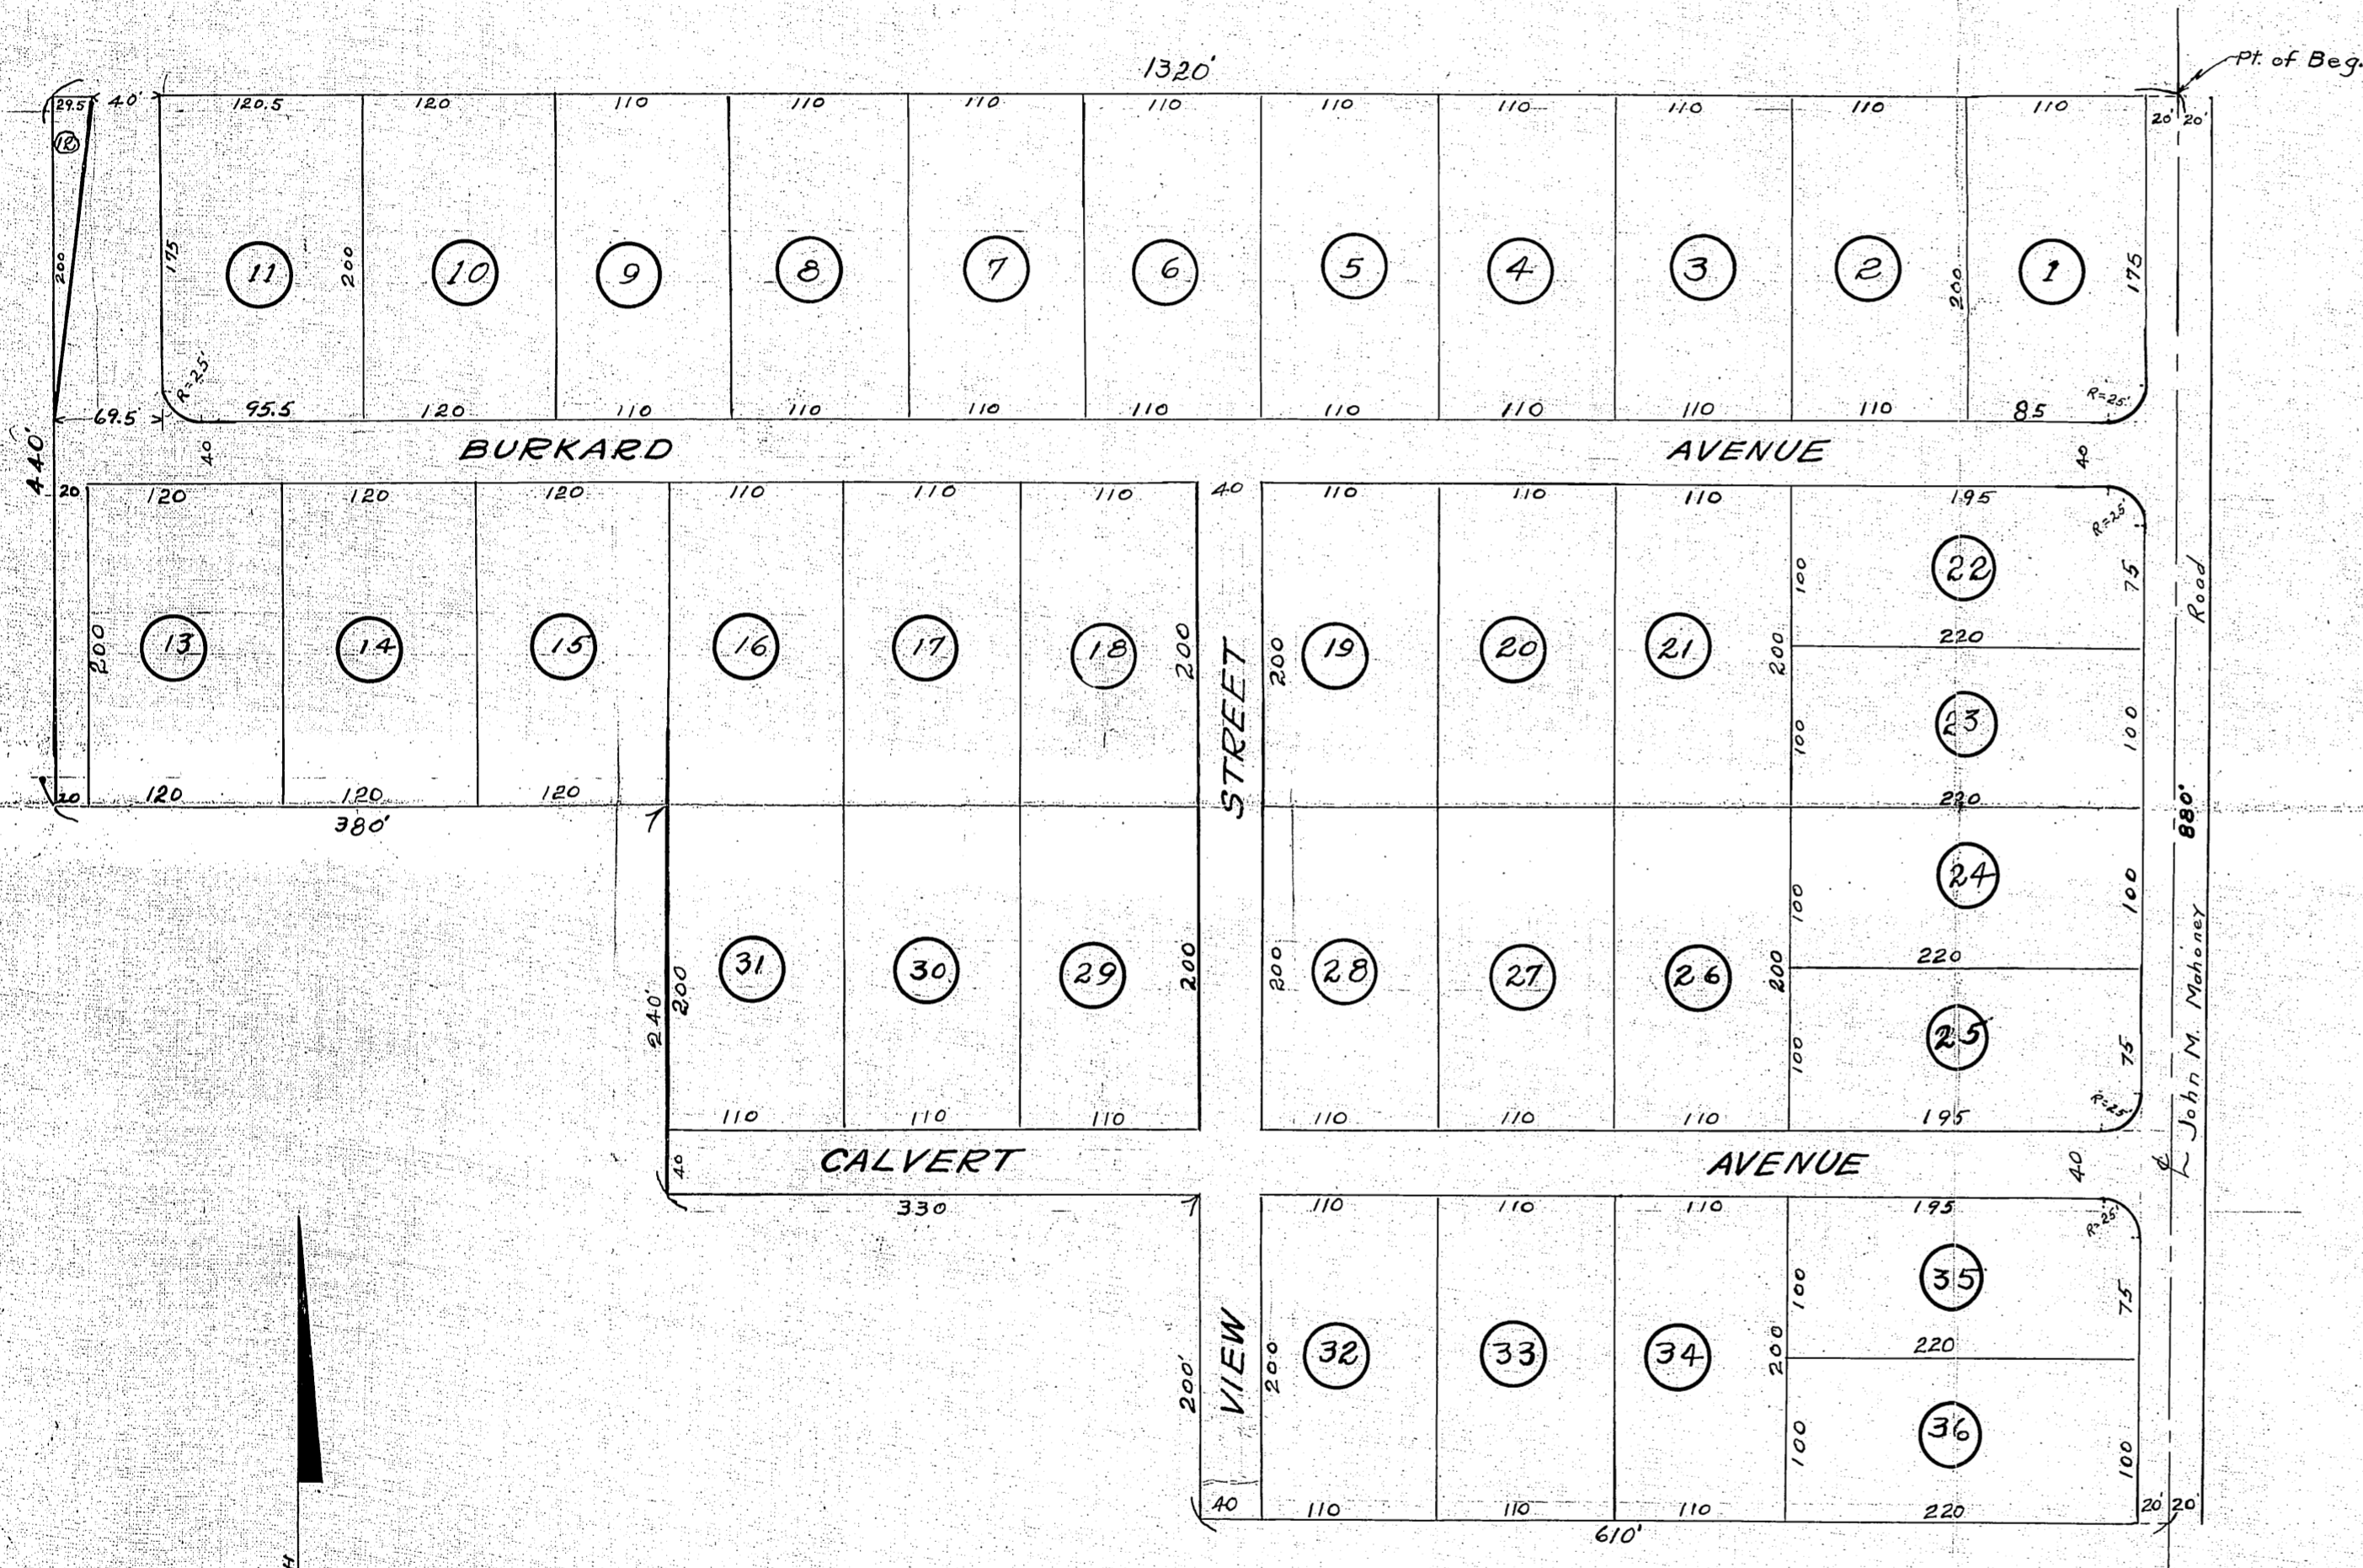 1320'
Pt. of Beg.
29.5 40' 120.5 120 110 110 110 110 110 110 110 110 110 20' 20'
12
200 175 11 200 10 9 8 7 6 5 4 3 2 200 1 175
R=25' R=25'
69.5 95.5 120 110 110 110 110 110 110 110 110 85
440' 40 BURKARD AVENUE 40
20 120 120 120 110 110 110 40 110 110 110 195
R=25'
100 22 75 Road
220
200 13 14 15 16 17 18 200 STREET 200 19 20 21 200
100 23 100
20 120 120 120 220
380' 880'
100 24 100
220
240' 200 31 30 29 200 200 28 27 26 200
100 25 75
R=25'
110 110 110 110 110 110 195
℄ John M. Mahoney
40 CALVERT AVENUE 40
330 110 110 110 195
R=25'
100 35 75
220
200' VIEW 200 32 33 34 200
100 36 100
40 110 110 110 220 20' 20'
610'
H